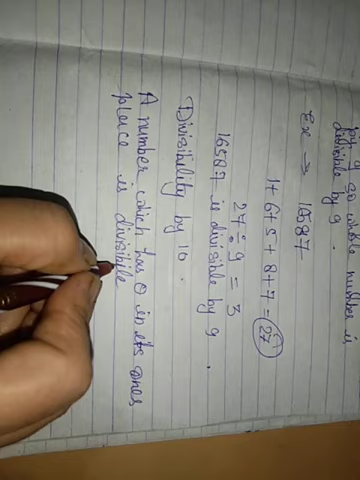 by 9 so whole number is
divisible by 9.
Ex → 16587
1+6+5+8+7=27
27÷9=3
16587 is divisible by 9.
Divisibility by 10.
A number which has 0 in its ones
place is divisible